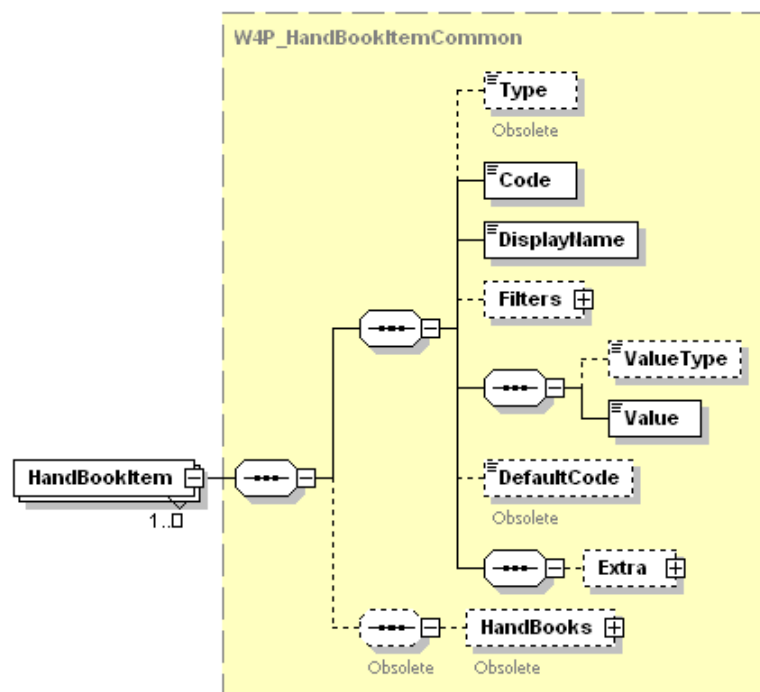 W4P_HandBookItemCommon
Type
Obsolete
Code
DisplayName
Filters
ValueType
Value
HandBookItem
1..
DefaultCode
Obsolete
Extra
HandBooks
Obsolete
Obsolete